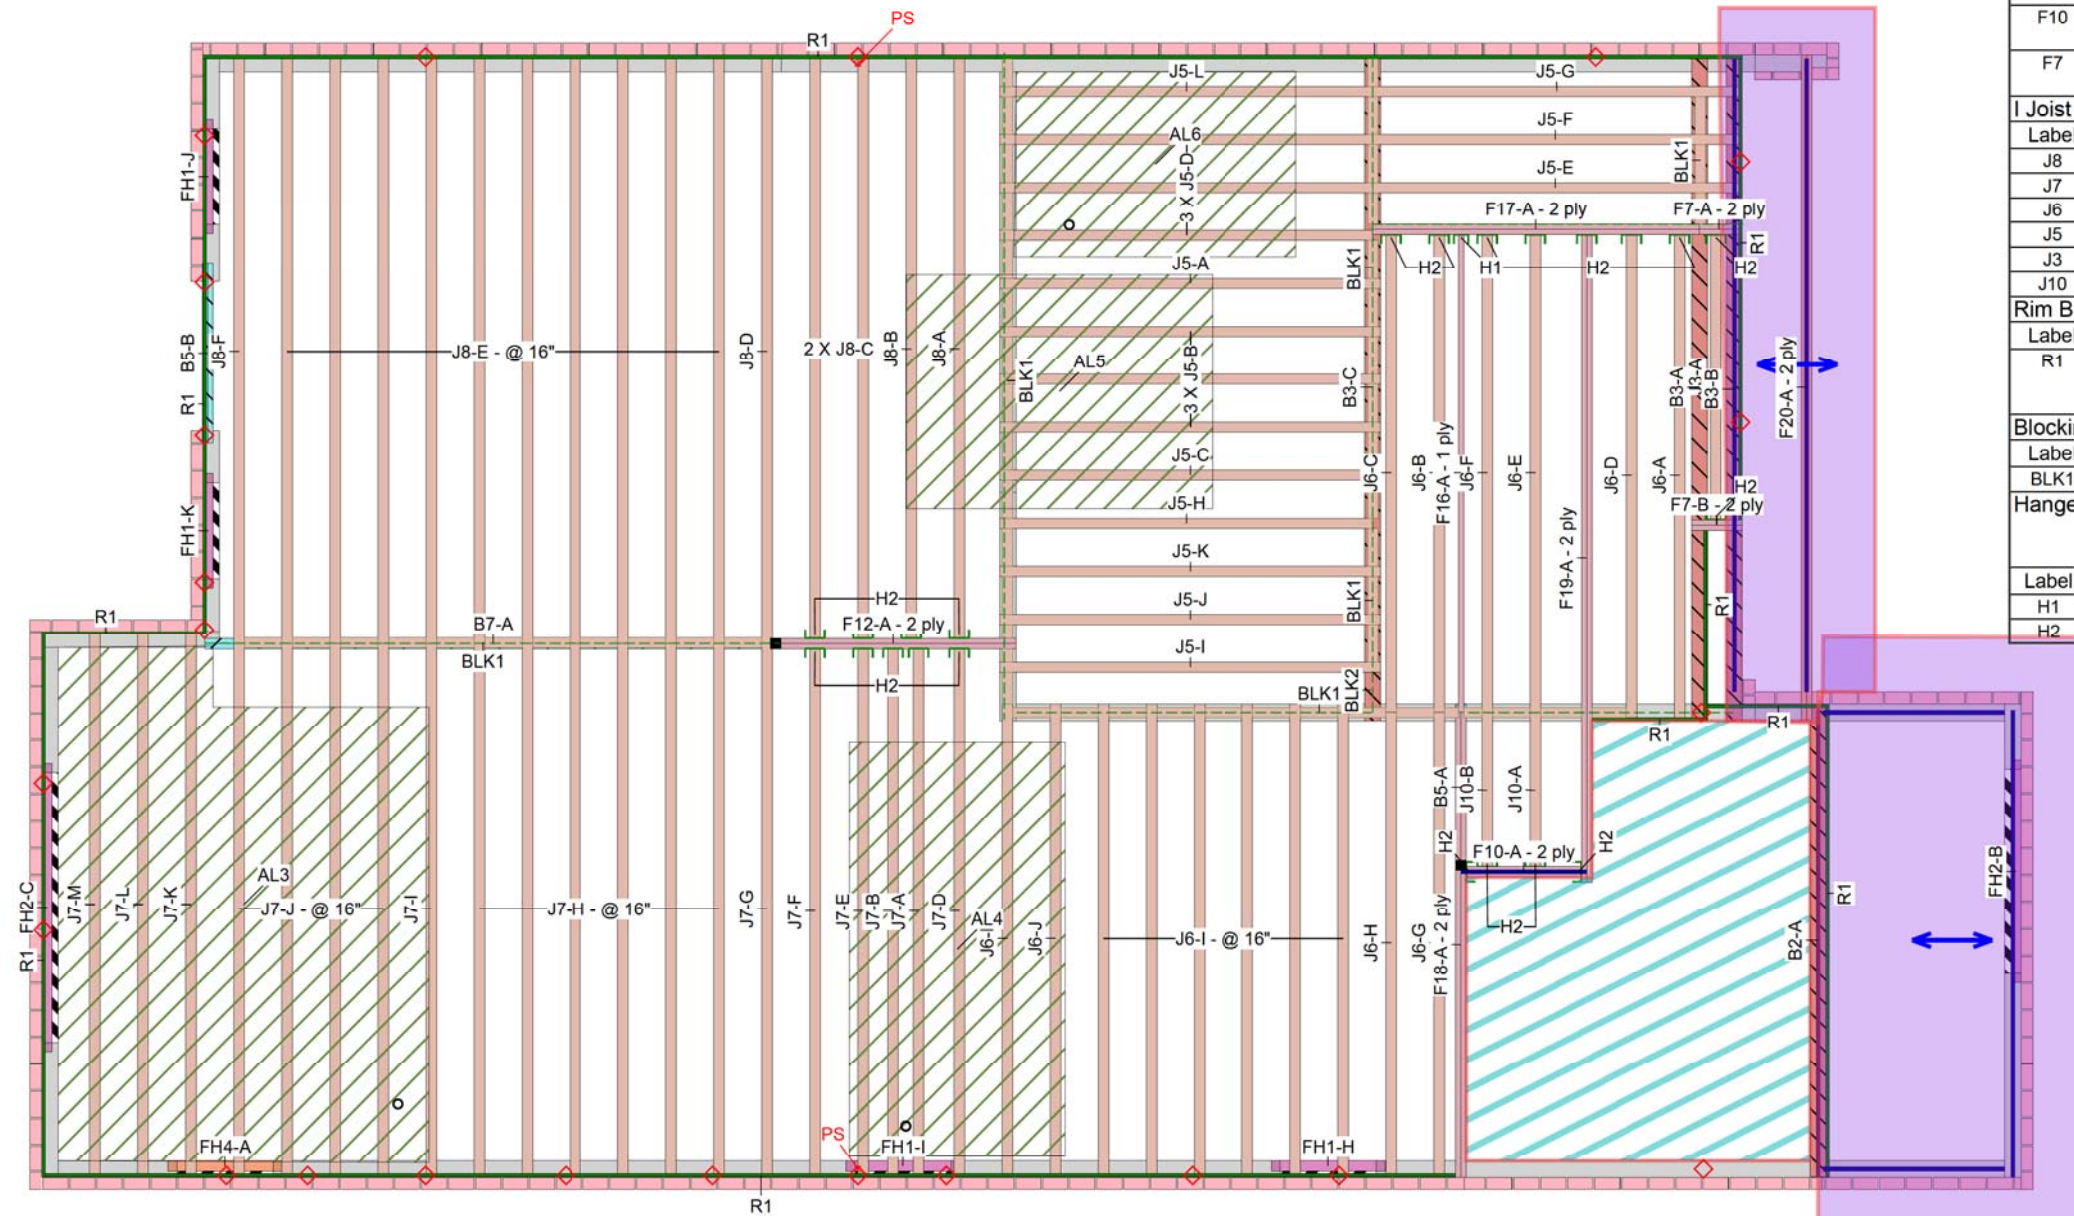 PS
R1
F10
F7
I Joist
Label
J8
J7
J6
J5
J3
J10
Rim B
Label
R1
Blockin
Label
BLK1
Hange
Label
H1
H2
J5-L
J5-G
J5-F
AL6
3 X J5-D
J5-E
BLK1
FH1-J
F17-A - 2 ply
F7-A - 2 ply
R1
J5-A
BLK1
H2
H1
H2
H2
B5-B
J8-F
J8-E - @ 16"
J8-D
2 X J8-C
J8-B
J8-A
BLK1
AL5
3 X J5-B
B3-C
B3-A
J3-A
B3-B
F20-A - 2 ply
R1
J5-C
J6-C
J6-B
F16-A - 1 ply
J6-F
J6-E
J6-D
J6-A
H2
F7-B - 2 ply
FH1-K
J5-H
J5-K
F19-A - 2 ply
J5-J
BLK1
R1
H2
R1
B7-A
F12-A - 2 ply
J5-I
BLK1
H2
BLK1
BLK2
R1
R1
B5-A
J10-B
J10-A
H2
F10-A - 2 ply
H2
AL3
FH2-C
J7-M
J7-L
J7-K
J7-J - @ 16"
J7-I
J7-H - @ 16"
J7-G
J7-F
J7-E
J7-B
J7-A
J7-D
AL4
J6-I
J6-J
J6-I - @ 16"
J6-H
J6-G
F18-A - 2 ply
H2
B2-A
R1
FH2-B
R1
FH4-A
PS
FH1-I
FH1-H
R1